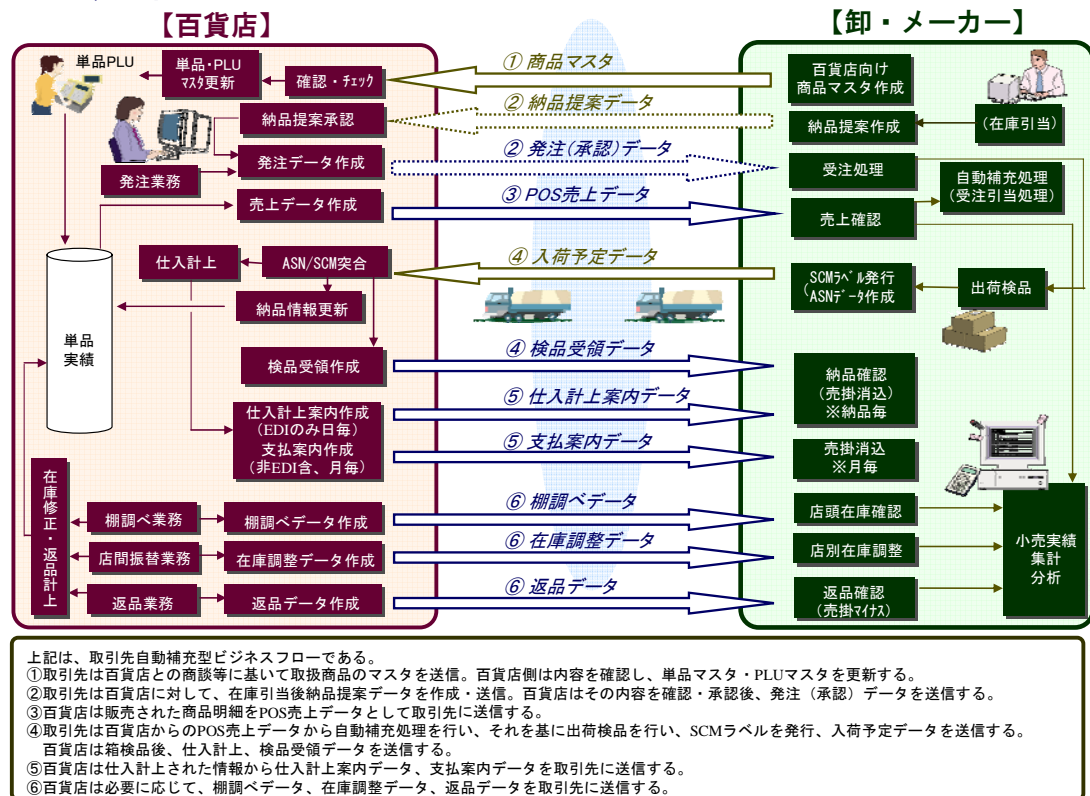 【百貨店】
【卸・メーカー】
単品PLU
単品・PLU
ﾏｽﾀ更新
確認・ﾁｪｯｸ
① 商品マスタ
百貨店向け
商品マスタ作成
② 納品提案データ
納品提案承認
納品提案作成
(在庫引当)
発注データ作成
② 発注(承認)データ
受注処理
発注業務
自動補充処理
(受注引当処理)
売上データ作成
③ POS売上データ
売上確認
仕入計上
ASN/SCM突合
④ 入荷予定データ
SCMﾗﾍﾞﾙ発行
(ASNﾃﾞｰﾀ作成
出荷検品
納品情報更新
単品
実績
検品受領作成
④ 検品受領データ
納品確認
(売掛消込)
※納品毎
仕入計上案内作成
(EDIのみ日毎)
支払案内作成
(非EDI含、月毎)
⑤ 仕入計上案内データ
⑤ 支払案内データ
売掛消込
※月毎
在庫修正・返品計上
棚調べ業務
棚調べデータ作成
⑥ 棚調べデータ
店頭在庫確認
店間振替業務
在庫調整データ作成
⑥ 在庫調整データ
店別在庫調整
小売実績
集計
分析
返品業務
返品データ作成
⑥ 返品データ
返品確認
(売掛ﾏｲﾅｽ)
上記は、取引先自動補充型ビジネスフローである。
①取引先は百貨店との商談等に基いて取扱商品のマスタを送信。百貨店側は内容を確認し、単品マスタ・PLUマスタを更新する。
②取引先は百貨店に対して、在庫引当後納品提案データを作成・送信。百貨店はその内容を確認・承認後、発注（承認）データを送信する。
③百貨店は販売された商品明細をPOS売上データとして取引先に送信する。
④取引先は百貨店からのPOS売上データから自動補充処理を行い、それを基に出荷検品を行い、SCMラベルを発行、入荷予定データを送信する。
百貨店は箱検品後、仕入計上、検品受領データを送信する。
⑤百貨店は仕入計上された情報から仕入計上案内データ、支払案内データを取引先に送信する。
⑥百貨店は必要に応じて、棚調べデータ、在庫調整データ、返品データを取引先に送信する。